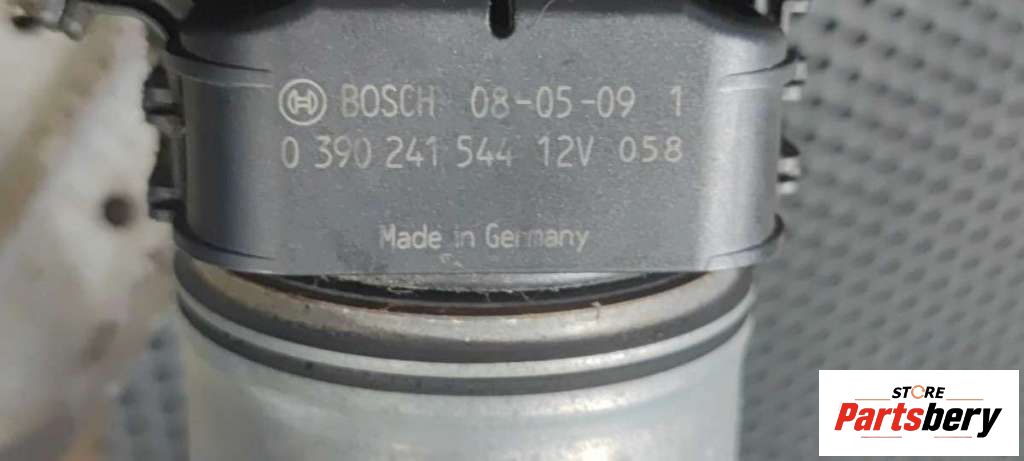 BOSCH 08-05-09 1
0 390 241 544 12V 058
Made in Germany
STORE
Partsbery